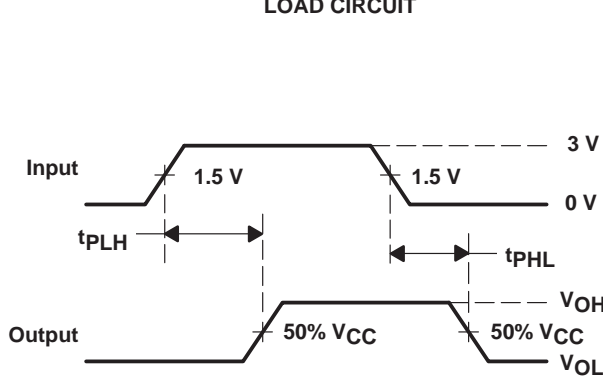 LOAD CIRCUIT
3 V
Input
1.5 V
1.5 V
0 V
tPLH
tPHL
VOH
Output
50% VCC
50% VCC
VOL